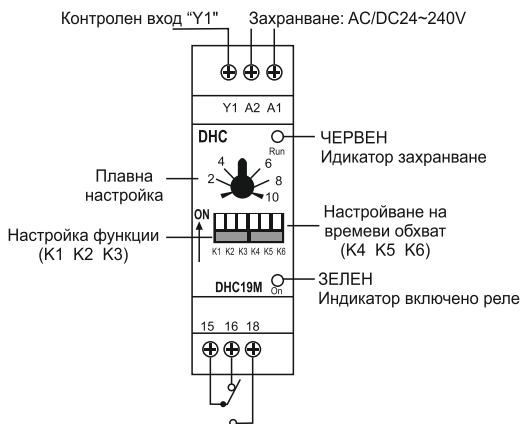 Контролен вход “Y1" Захранване: AC/DC24~240V
Y1 A2 A1
DHC
Run
ЧЕРВЕН
Идикатор захранване
Плавна
настройка
2 4 6 8 10
ON
Настройка функции
(K1 K2 K3)
K1 K2 K3 K4 K5 K6
Настройване на
времеви обхват
(K4 K5 K6)
DHC19M
On
ЗЕЛЕН
Индикатор включено реле
15 16 18